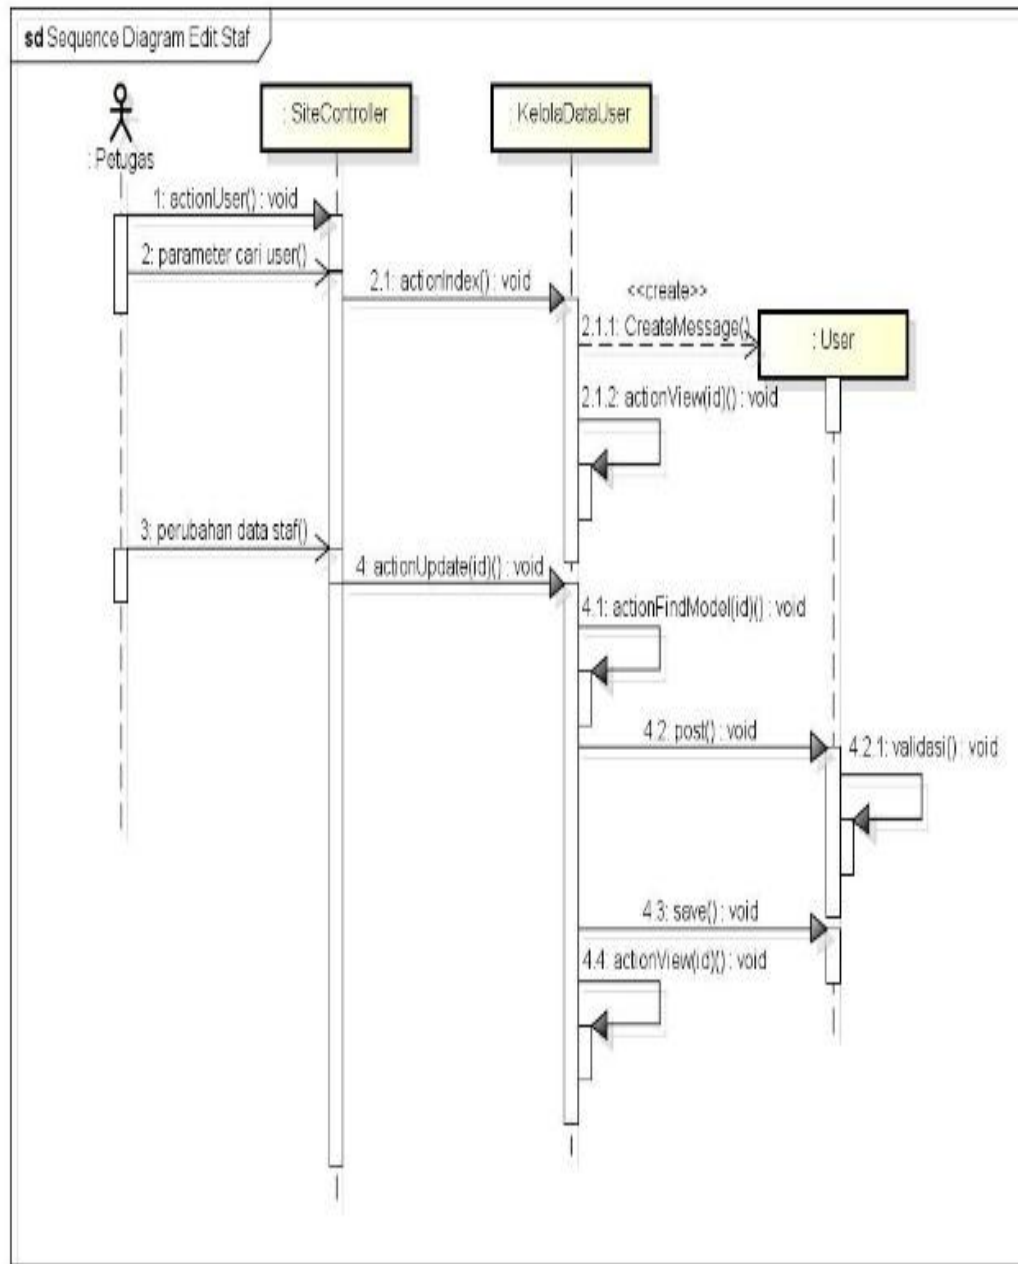 sd Sequence Diagram Edit Staf
: Petugas
: SiteController
: KelolaDataUser
1: actionUser() : void
2: parameter cari user()
2.1: actionIndex() : void
<<create>>
2.1.1: CreateMessage()
: User
2.1.2: actionView(id)() : void
3: perubahan data staf()
4: actionUpdate(id)() : void
4.1: actionFindModel(id)() : void
4.2: post() : void
4.2.1: validasi() : void
4.3: save() : void
4.4: actionView(id)() : void